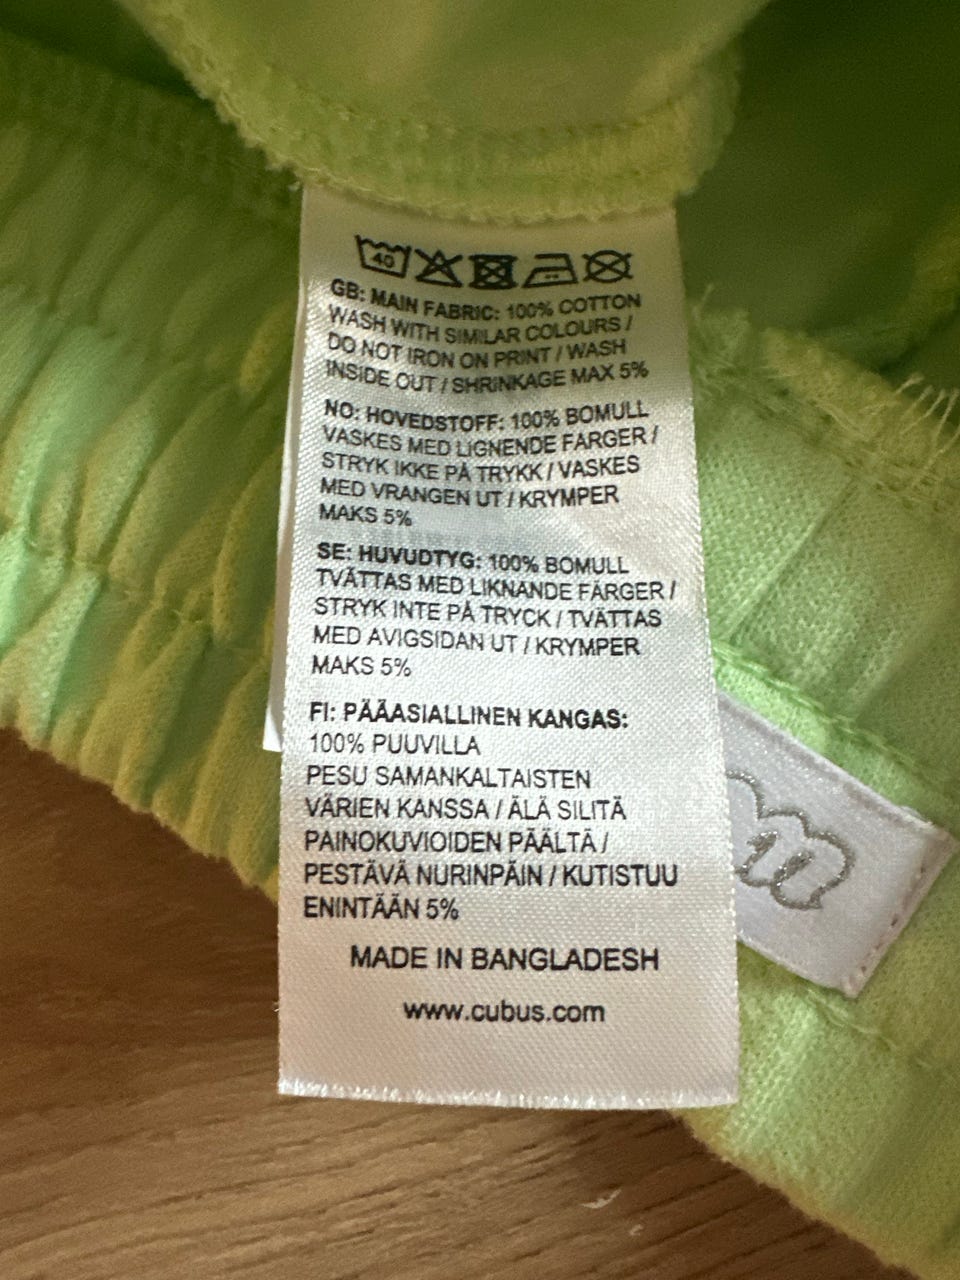 40
GB: MAIN FABRIC: 100% COTTON
WASH WITH SIMILAR COLOURS /
DO NOT IRON ON PRINT / WASH
INSIDE OUT / SHRINKAGE MAX 5%
NO: HOVEDSTOFF: 100% BOMULL
VASKES MED LIGNENDE FARGER /
STRYK IKKE PÅ TRYKK / VASKES
MED VRANGEN UT / KRYMPER
MAKS 5%
SE: HUVUDTYG: 100% BOMULL
TVÄTTAS MED LIKNANDE FÄRGER /
STRYK INTE PÅ TRYCK / TVÄTTAS
MED AVIGSIDAN UT / KRYMPER
MAKS 5%
FI: PÄÄASIALLINEN KANGAS:
100% PUUVILLA
PESU SAMANKALTAISTEN
VÄRIEN KANSSA / ÄLÄ SILITÄ
PAINOKUVIOIDEN PÄÄLTÄ /
PESTÄVÄ NURINPÄIN / KUTISTUU
ENINTÄÄN 5%
MADE IN BANGLADESH
www.cubus.com